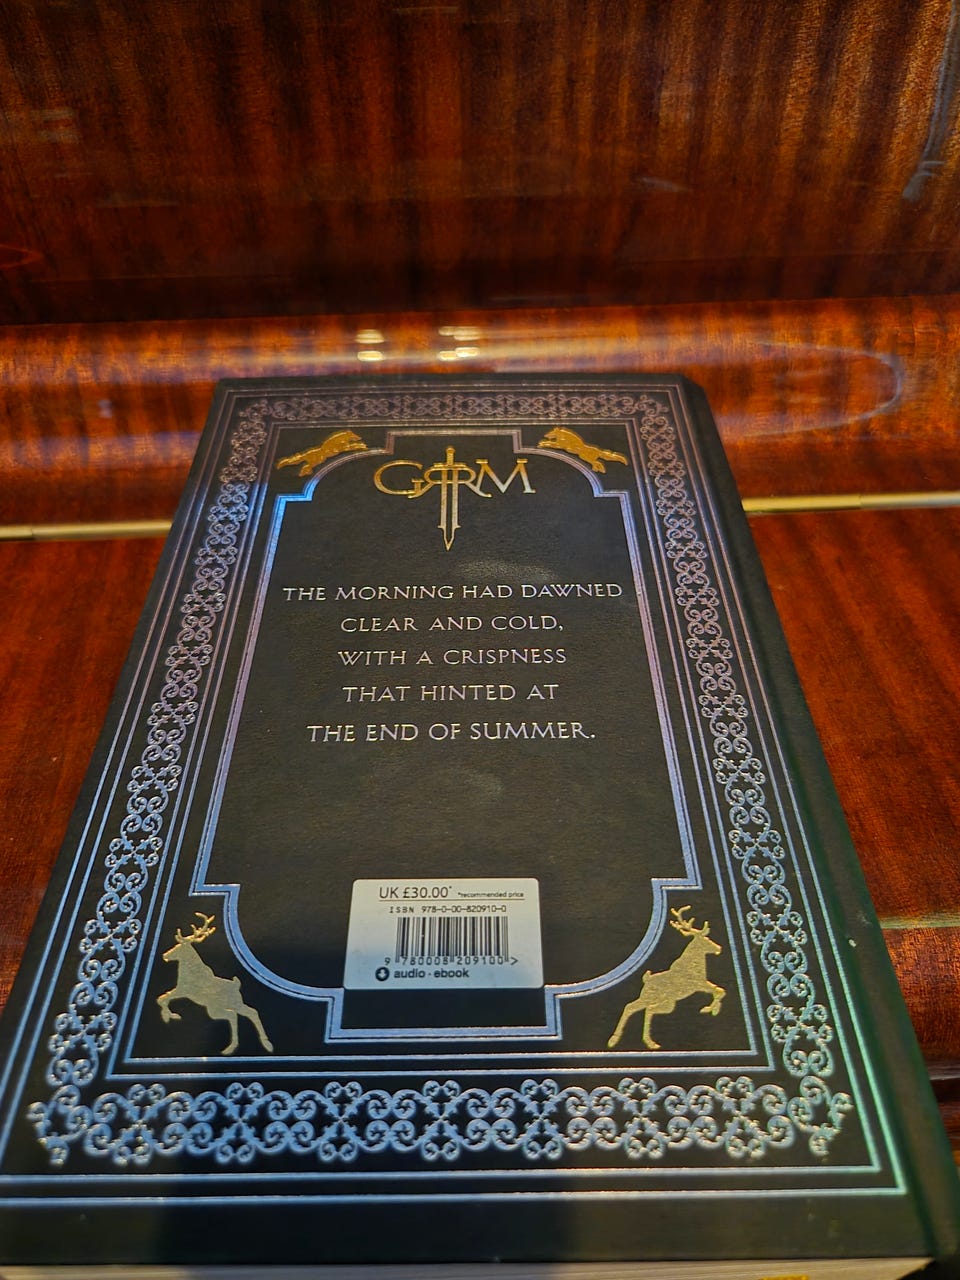 GRRM
THE MORNING HAD DAWNED
CLEAR AND COLD,
WITH A CRISPNESS
THAT HINTED AT
THE END OF SUMMER.
UK £30.00* *recommended price
ISBN 978-0-00-820910-0
9 780008 209100 >
audio · ebook